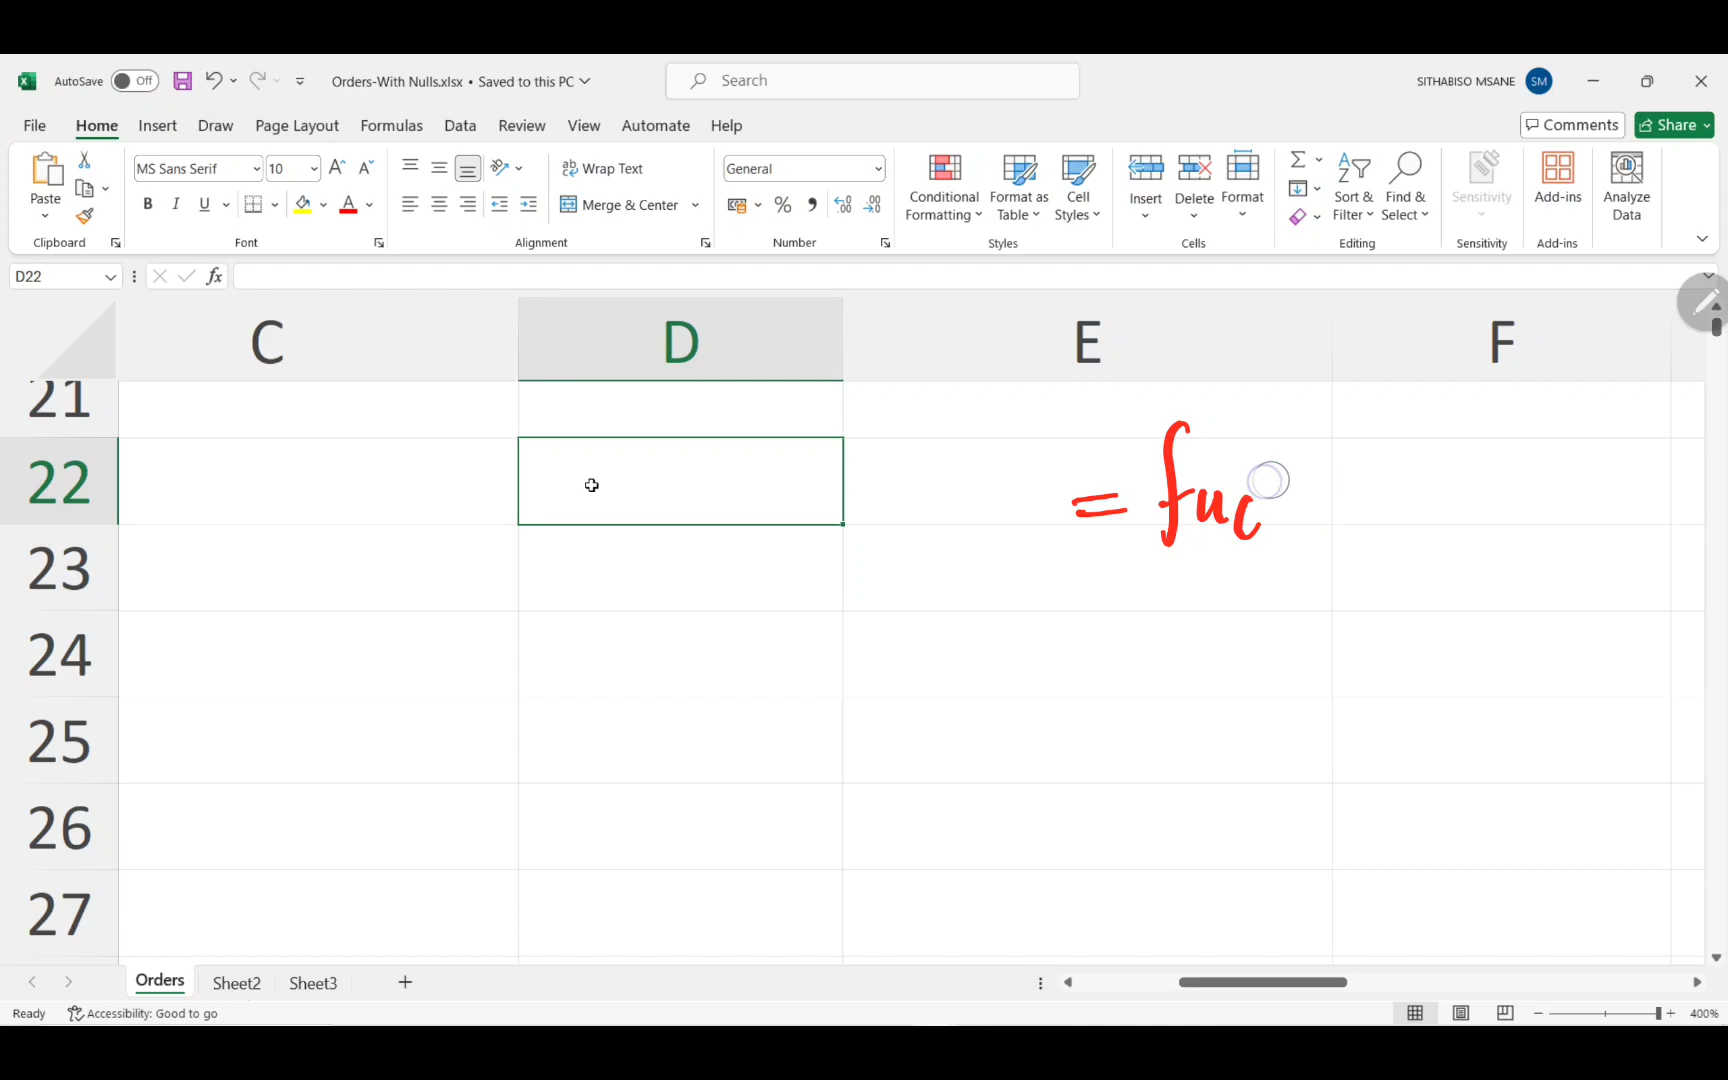 AutoSave Off Orders-With Nulls.xlsx • Saved to this PC Search SITHABISO MSANE SM
File Home Insert Draw Page Layout Formulas Data Review View Automate Help Comments Share
Paste
Clipboard
MS Sans Serif 10
B I U A
Font
ab Wrap Text
Merge & Center
Alignment
General
% ,
Number
Conditional Formatting
Format as Table
Cell Styles
Styles
Insert Delete Format
Cells
Sort & Filter
Find & Select
Editing
Sensitivity
Sensitivity
Add-ins
Add-ins
Analyze Data
D22 fx
C D E F
21
22
= fuc
23
24
25
26
27
Orders Sheet2 Sheet3
Ready Accessibility: Good to go 400%